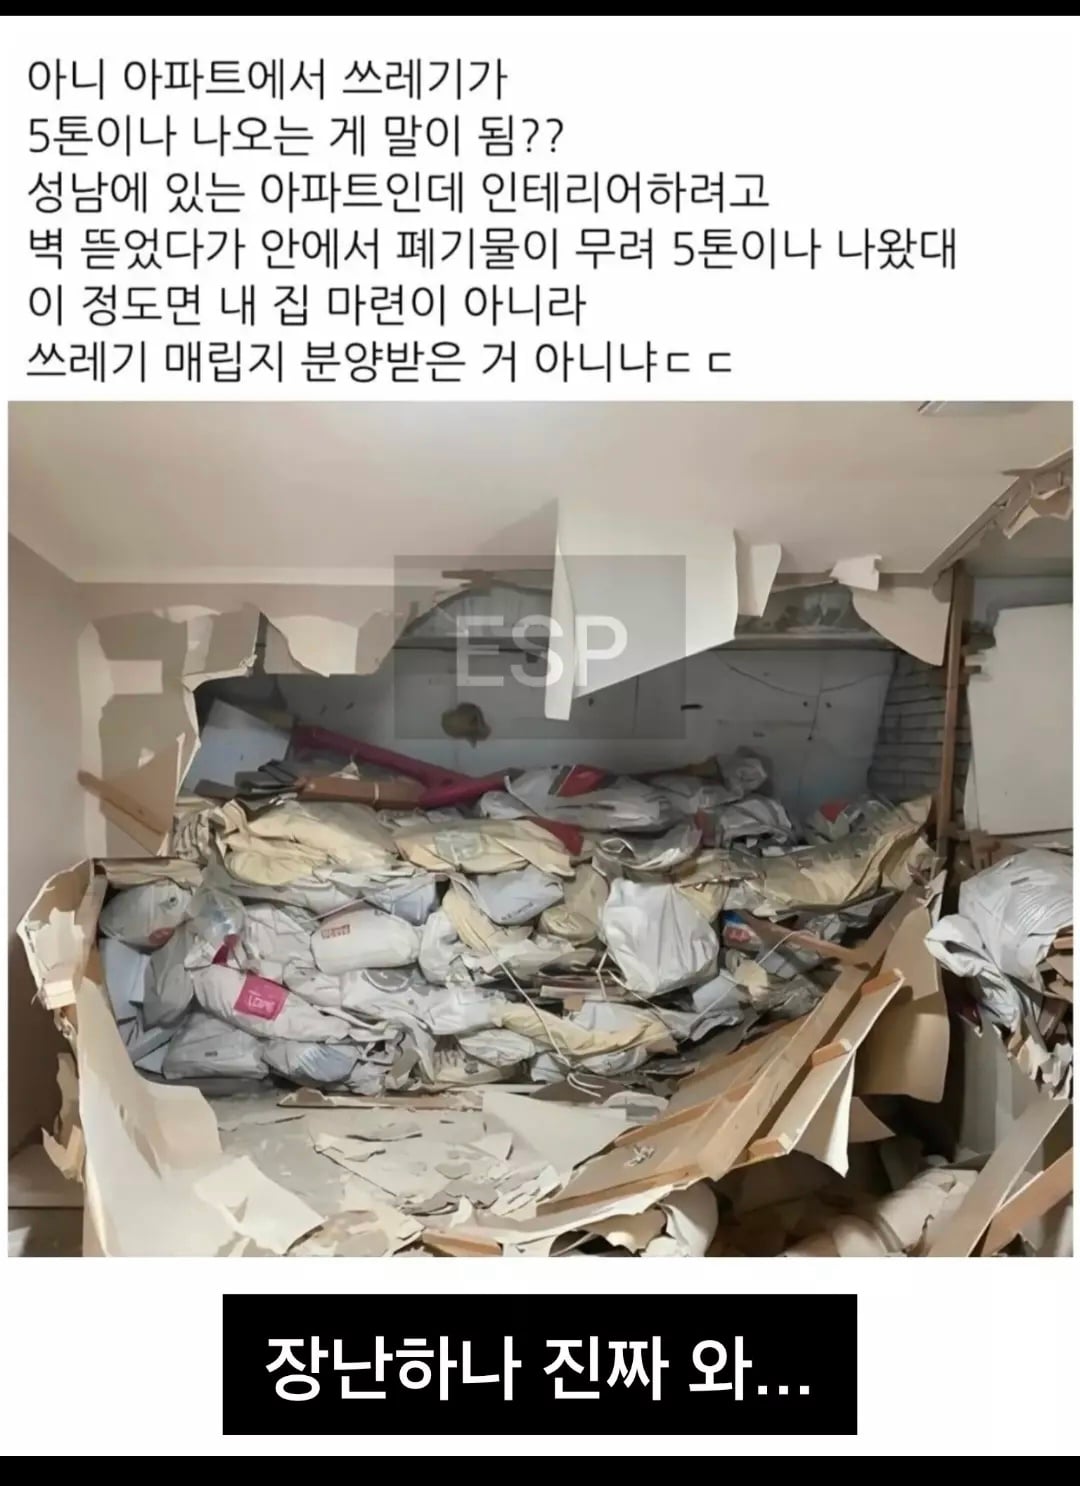 아니 아파트에서 쓰레기가
5톤이나 나오는 게 말이 됨??
성남에 있는 아파트인데 인테리어하려고
벽 뜯었다가 안에서 폐기물이 무려 5톤이나 나왔대
이 정도면 내 집 마련이 아니라
쓰레기 매립지 분양받은 거 아니냐ㄷㄷ
ESP
장난하나 진짜 와...